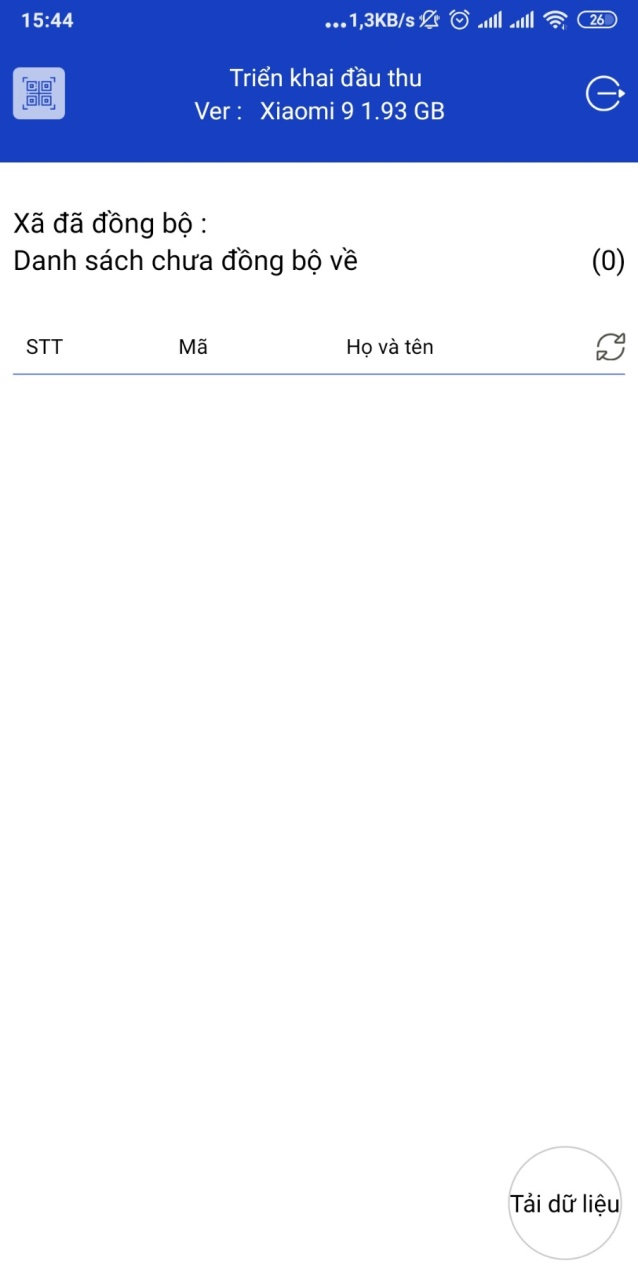 15:44 ...1,3KB/s 26
Triển khai đầu thu
Ver : Xiaomi 9 1.93 GB
Xã đã đồng bộ :
Danh sách chưa đồng bộ về (0)
STT Mã Họ và tên
Tải dữ liệu